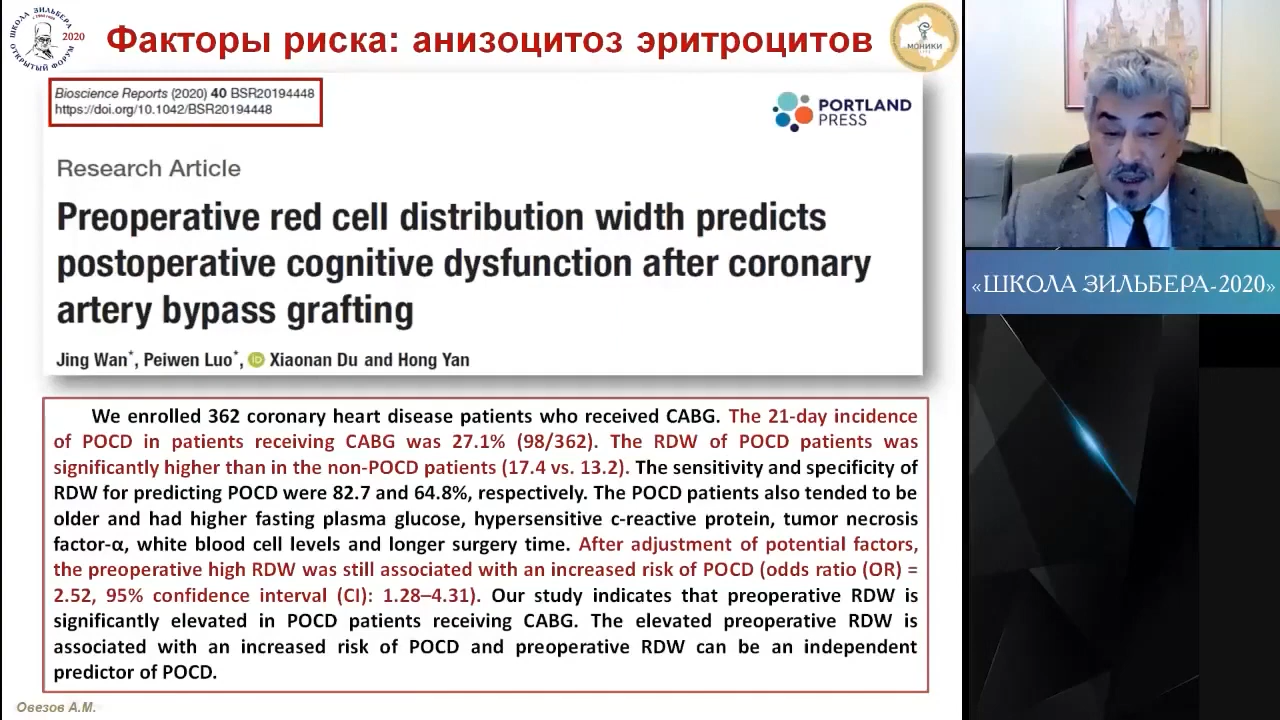 ШКОЛА ЗИЛЬБЕРА
ОТКРЫТЫЙ ФОРУМ
2020
Факторы риска: анизоцитоз эритроцитов
МОНИКИ
Bioscience Reports (2020) 40 BSR20194448
https://doi.org/10.1042/BSR20194448
PORTLAND
PRESS
Research Article
Preoperative red cell distribution width predicts
postoperative cognitive dysfunction after coronary
artery bypass grafting
Jing Wan*, Peiwen Luo*, iD Xiaonan Du and Hong Yan
We enrolled 362 coronary heart disease patients who received CABG. The 21-day incidence
of POCD in patients receiving CABG was 27.1% (98/362). The RDW of POCD patients was
significantly higher than in the non-POCD patients (17.4 vs. 13.2). The sensitivity and specificity of
RDW for predicting POCD were 82.7 and 64.8%, respectively. The POCD patients also tended to be
older and had higher fasting plasma glucose, hypersensitive c-reactive protein, tumor necrosis
factor-α, white blood cell levels and longer surgery time. After adjustment of potential factors,
the preoperative high RDW was still associated with an increased risk of POCD (odds ratio (OR) =
2.52, 95% confidence interval (CI): 1.28–4.31). Our study indicates that preoperative RDW is
significantly elevated in POCD patients receiving CABG. The elevated preoperative RDW is
associated with an increased risk of POCD and preoperative RDW can be an independent
predictor of POCD.
Овезов А.М.
«ШКОЛА ЗИЛЬБЕРА-2020»